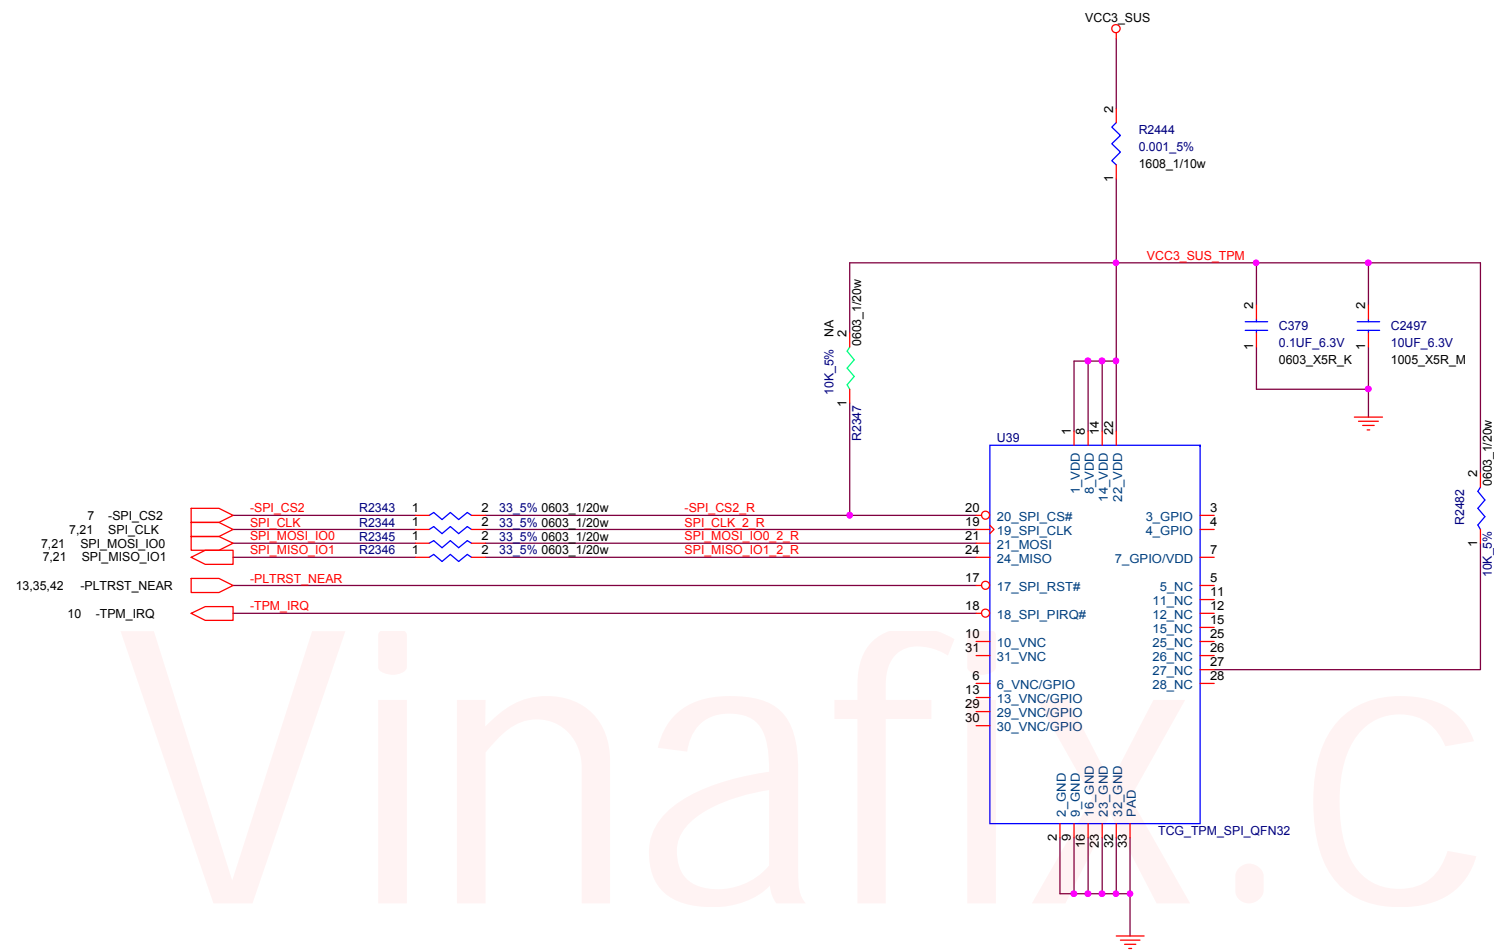 VCC3_SUS
2
R2444
0.001_5%
1608_1/10w
1
VCC3_SUS_TPM
NA
10K_5%
2
0603_1/20w
1
R2347
2
1
C379
0.1UF_6.3V
0603_X5R_K
2
1
C2497
10UF_6.3V
1005_X5R_M
2
0603_1/20w
R2482
1
10K_5%
U39
1
8
14
22
1_VDD
8_VDD
14_VDD
22_VDD
7 -SPI_CS2
-SPI_CS2 R2343 1 2 33_5% 0603_1/20w -SPI_CS2_R 20 20_SPI_CS#
7,21 SPI_CLK
SPI_CLK R2344 1 2 33_5% 0603_1/20w SPI_CLK_2_R 19 19_SPI_CLK
7,21 SPI_MOSI_IO0
SPI_MOSI_IO0 R2345 1 2 33_5% 0603_1/20w SPI_MOSI_IO0_2_R 21 21_MOSI
7,21 SPI_MISO_IO1
SPI_MISO_IO1 R2346 1 2 33_5% 0603_1/20w SPI_MISO_IO1_2_R 24 24_MISO
13,35,42 -PLTRST_NEAR
-PLTRST_NEAR 17 17_SPI_RST#
10 -TPM_IRQ
-TPM_IRQ 18 18_SPI_PIRQ#
10 10_VNC
31 31_VNC
6 6_VNC/GPIO
13 13_VNC/GPIO
29 29_VNC/GPIO
30 30_VNC/GPIO
3_GPIO 3
4_GPIO 4
7_GPIO/VDD 7
5_NC 5
11_NC 11
12_NC 12
15_NC 15
25_NC 25
26_NC 26
27_NC 27
28_NC 28
2_GND
9_GND
16_GND
23_GND
32_GND
PAD
2
9
16
23
32
33
TCG_TPM_SPI_QFN32
Vinafix.c